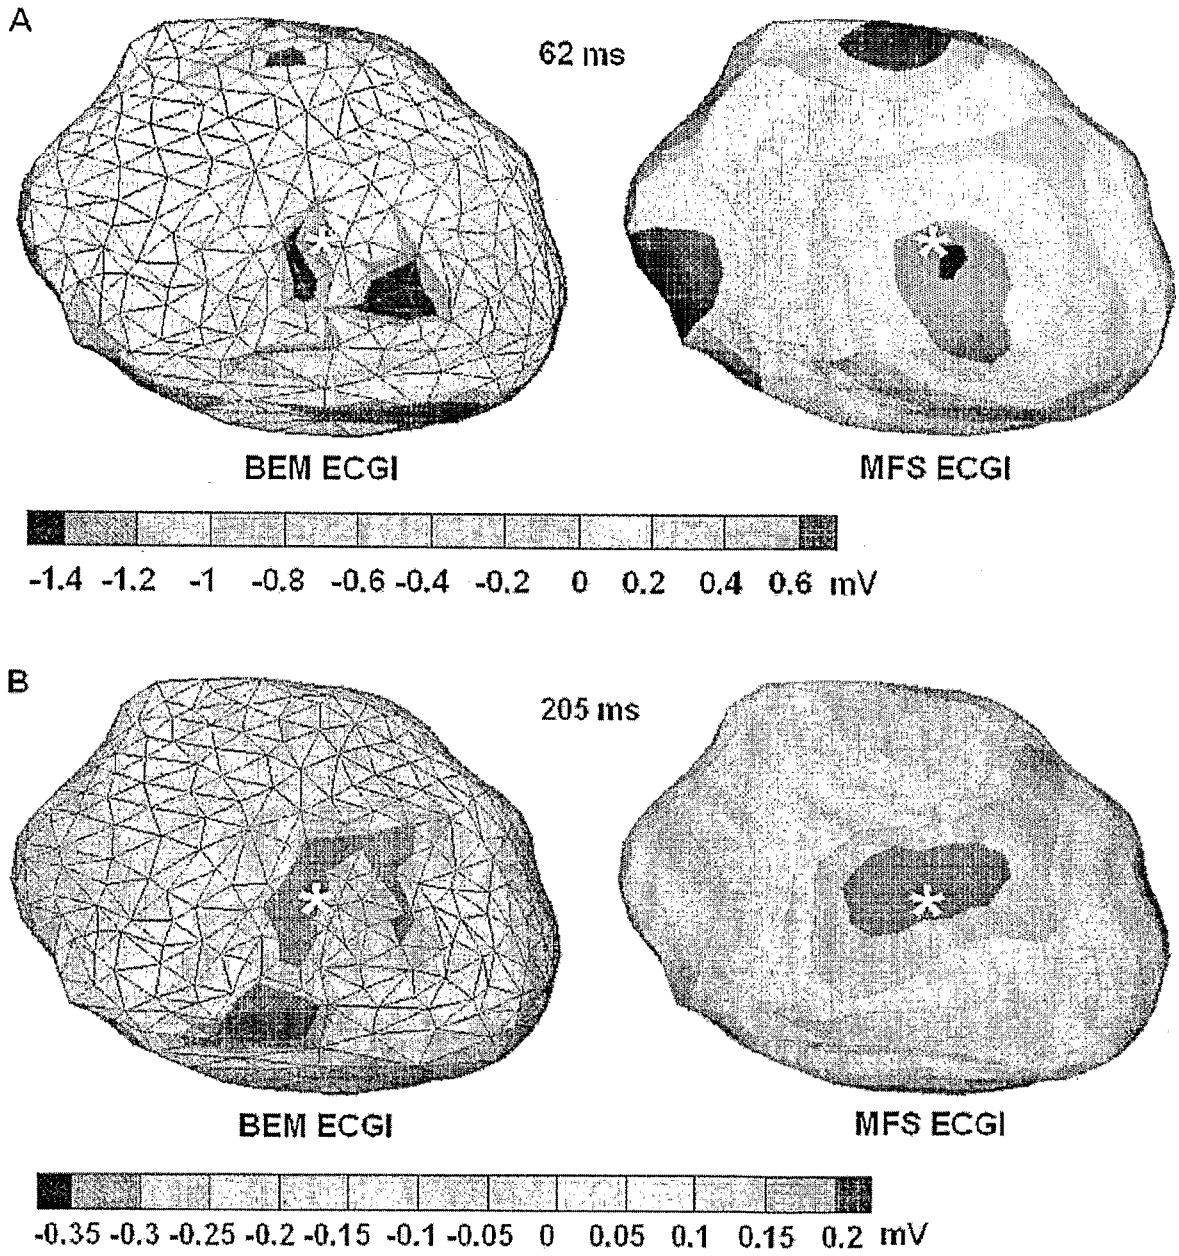 A
62 ms
BEM ECGI
MFS ECGI
-1.4 -1.2 -1 -0.8 -0.6 -0.4 -0.2 0 0.2 0.4 0.6 mV
B
205 ms
BEM ECGI
MFS ECGI
-0.35 -0.3 -0.25 -0.2 -0.15 -0.1 -0.05 0 0.05 0.1 0.15 0.2 mV